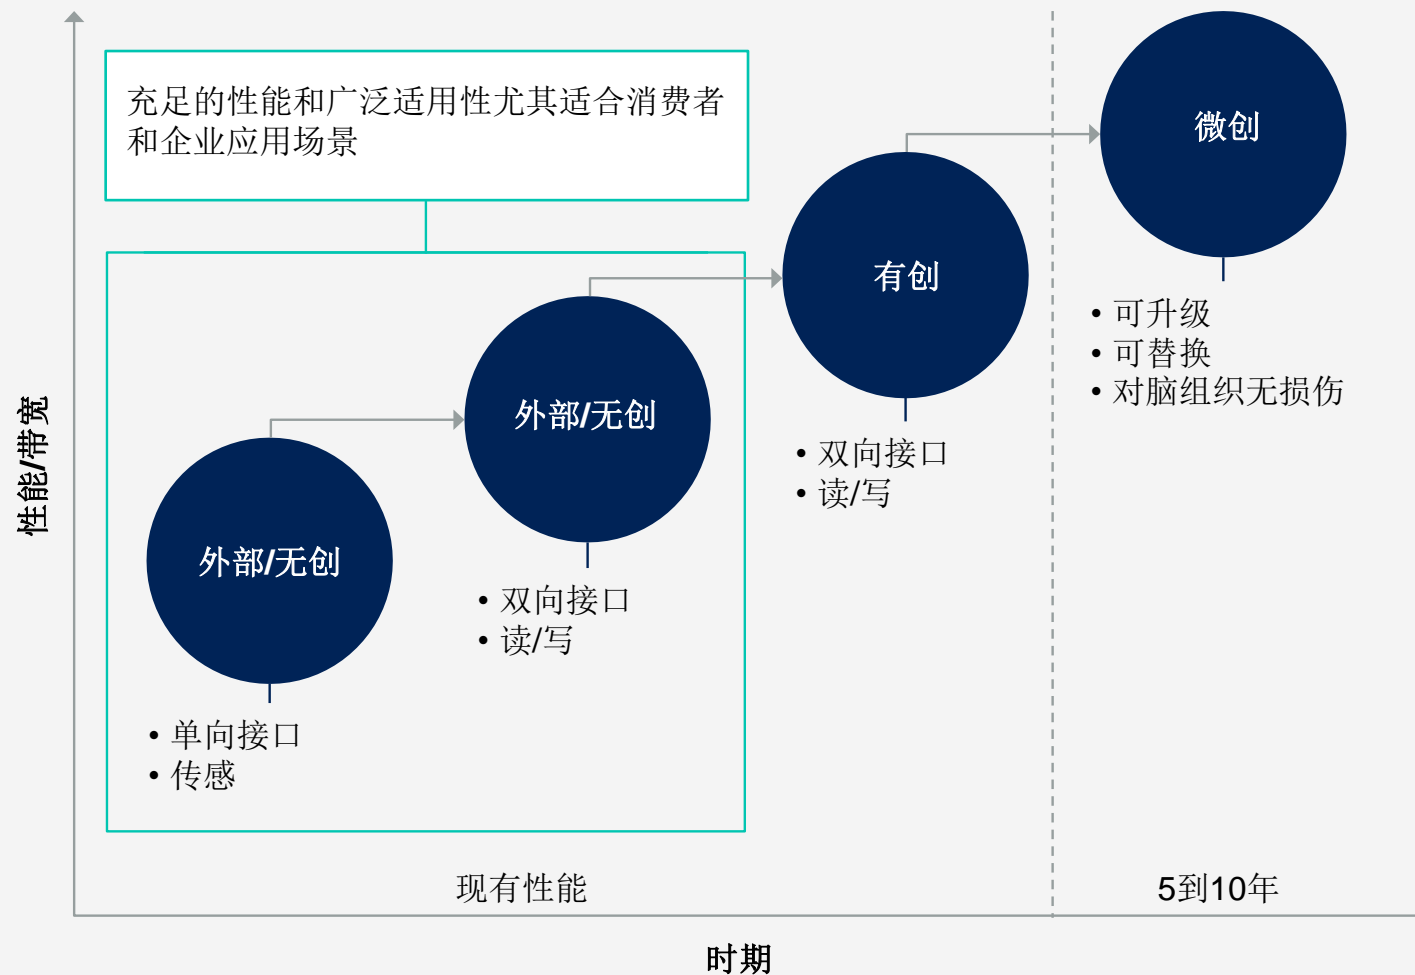 充足的性能和广泛适用性尤其适合消费者
和企业应用场景
微创
• 可升级
• 可替换
• 对脑组织无损伤
有创
• 双向接口
• 读/写
外部/无创
• 双向接口
• 读/写
外部/无创
• 单向接口
• 传感
性能/带宽
现有性能
5到10年
时期